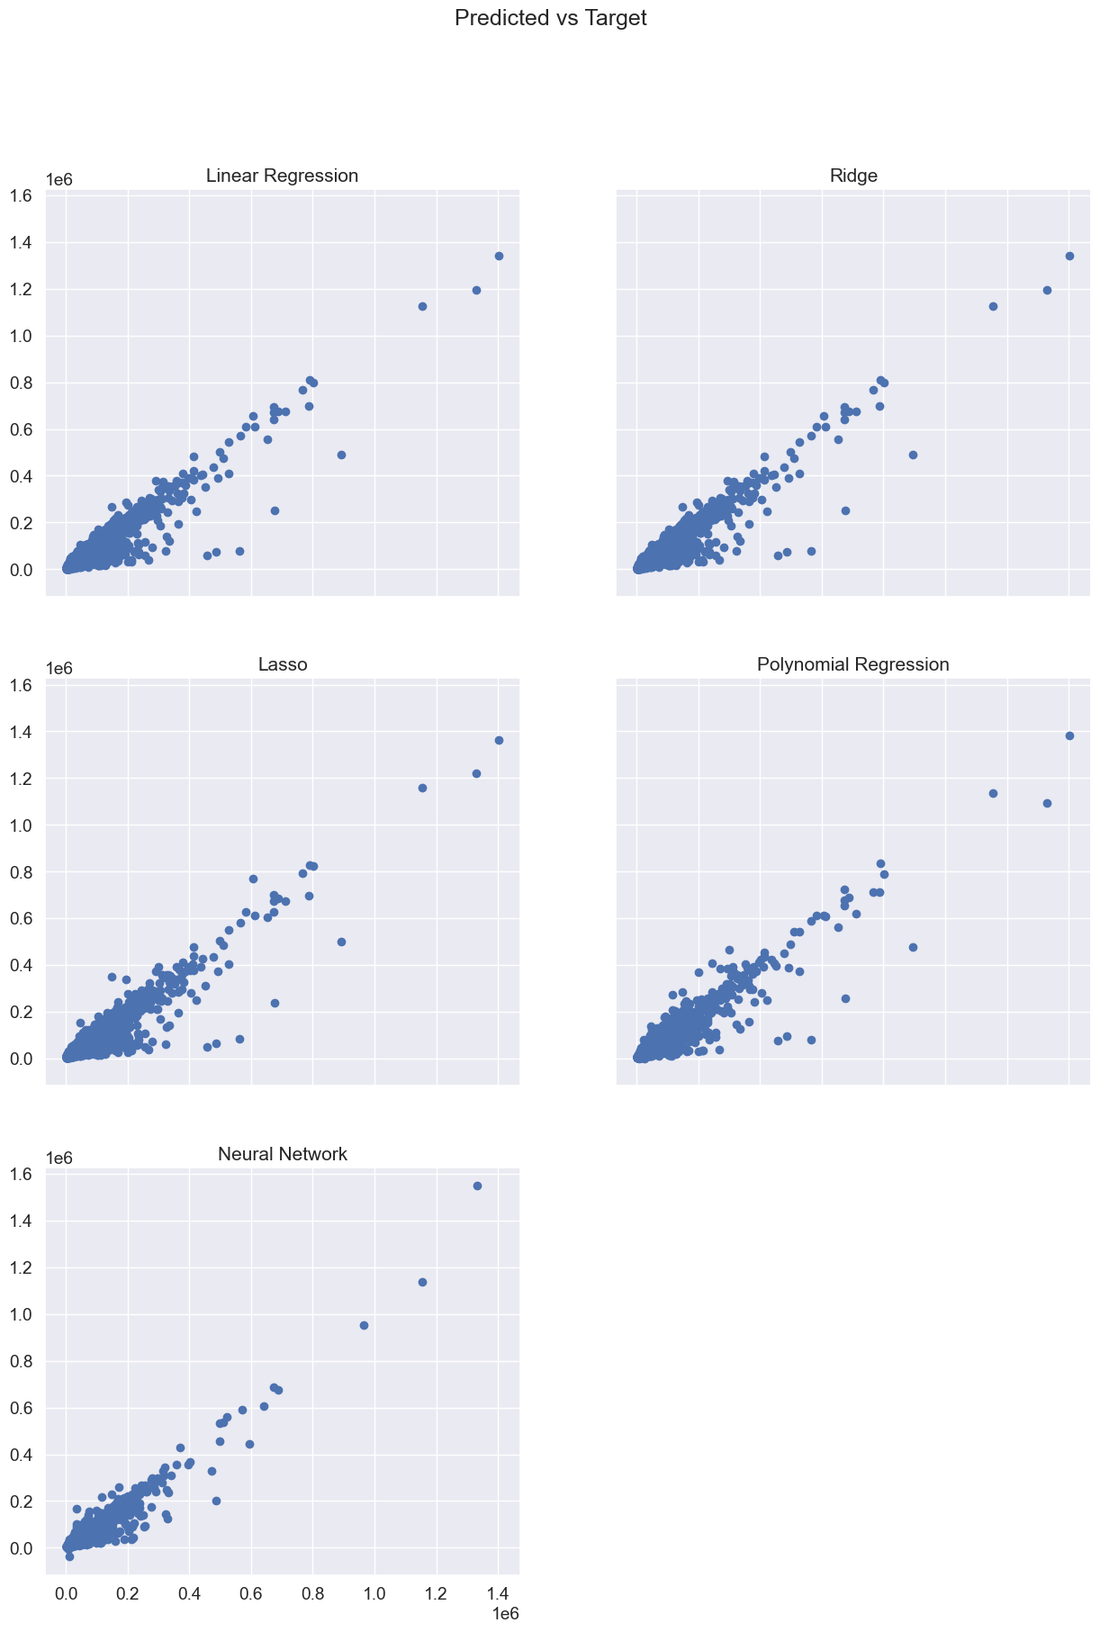 Predicted vs Target
Linear Regression
Ridge
1e6
1.6
1.4
1.2
1.0
0.8
0.6
0.4
0.2
0.0
Lasso
Polynomial Regression
1e6
1.6
1.4
1.2
1.0
0.8
0.6
0.4
0.2
0.0
Neural Network
1e6
1.6
1.4
1.2
1.0
0.8
0.6
0.4
0.2
0.0
0.0 0.2 0.4 0.6 0.8 1.0 1.2 1.4
1e6